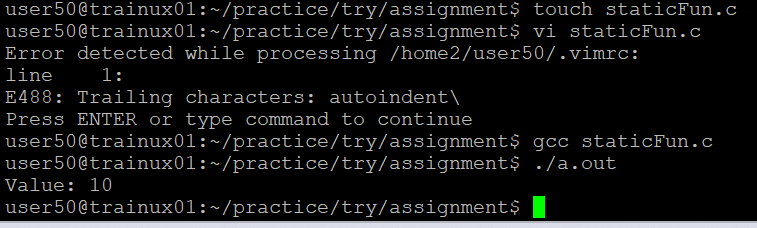 user50@trainux01:~/practice/try/assignment$ touch staticFun.c
user50@trainux01:~/practice/try/assignment$ vi staticFun.c
Error detected while processing /home2/user50/.vimrc:
line    1:
E488: Trailing characters: autoindent\
Press ENTER or type command to continue
user50@trainux01:~/practice/try/assignment$ gcc staticFun.c
user50@trainux01:~/practice/try/assignment$ ./a.out
Value: 10
user50@trainux01:~/practice/try/assignment$